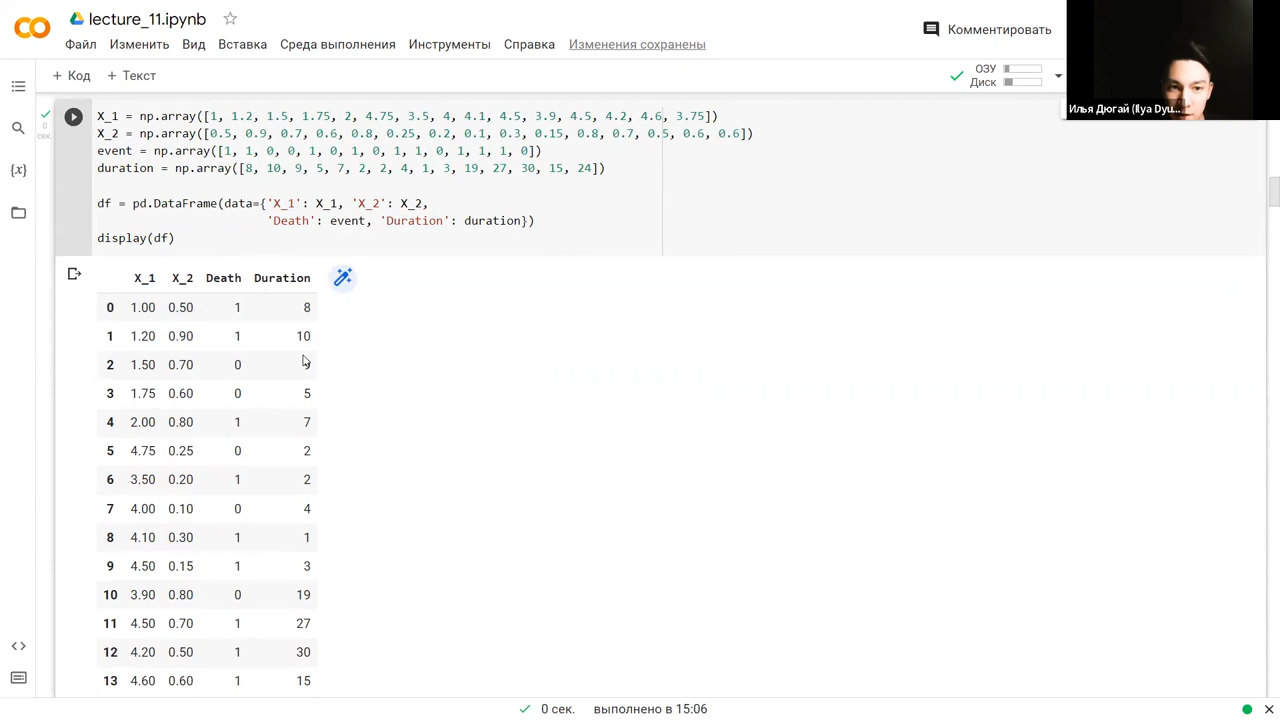 lecture_11.ipynb
Файл Изменить Вид Вставка Среда выполнения Инструменты Справка Изменения сохранены
Комментировать
+ Код + Текст
ОЗУ
Диск
Илья Дюгай (Ilya Dyu...
0
сек.
X_1 = np.array([1, 1.2, 1.5, 1.75, 2, 4.75, 3.5, 4, 4.1, 4.5, 3.9, 4.5, 4.2, 4.6, 3.75])
X_2 = np.array([0.5, 0.9, 0.7, 0.6, 0.8, 0.25, 0.2, 0.1, 0.3, 0.15, 0.8, 0.7, 0.5, 0.6, 0.6])
event = np.array([1, 1, 0, 0, 1, 0, 1, 0, 1, 1, 0, 1, 1, 1, 0])
duration = np.array([8, 10, 9, 5, 7, 2, 2, 4, 1, 3, 19, 27, 30, 15, 24])
df = pd.DataFrame(data={'X_1': X_1, 'X_2': X_2,
'Death': event, 'Duration': duration})
display(df)
X_1 X_2 Death Duration
0 1.00 0.50 1 8
1 1.20 0.90 1 10
2 1.50 0.70 0
3 1.75 0.60 0 5
4 2.00 0.80 1 7
5 4.75 0.25 0 2
6 3.50 0.20 1 2
7 4.00 0.10 0 4
8 4.10 0.30 1 1
9 4.50 0.15 1 3
10 3.90 0.80 0 19
11 4.50 0.70 1 27
12 4.20 0.50 1 30
13 4.60 0.60 1 15
0 сек. выполнено в 15:06